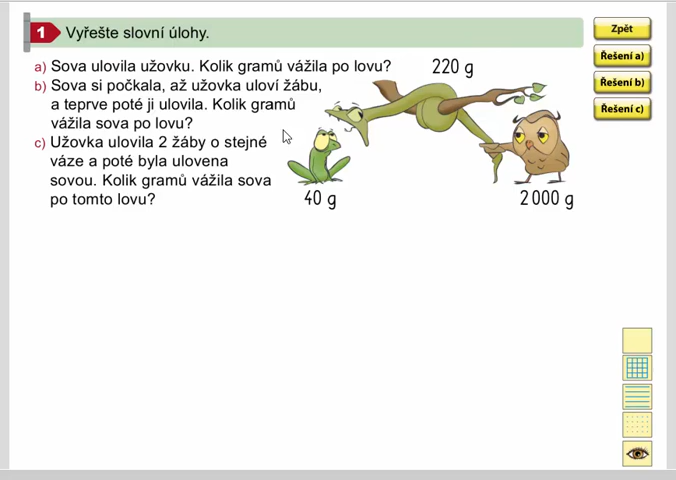 1 Vyřešte slovní úlohy.
a) Sova ulovila užovku. Kolik gramů vážila po lovu?
b) Sova si počkala, až užovka uloví žábu,
a teprve poté ji ulovila. Kolik gramů
vážila sova po lovu?
c) Užovka ulovila 2 žáby o stejné
váze a poté byla ulovena
sovou. Kolik gramů vážila sova
po tomto lovu?
220 g
40 g
2 000 g
Zpět
Řešení a)
Řešení b)
Řešení c)